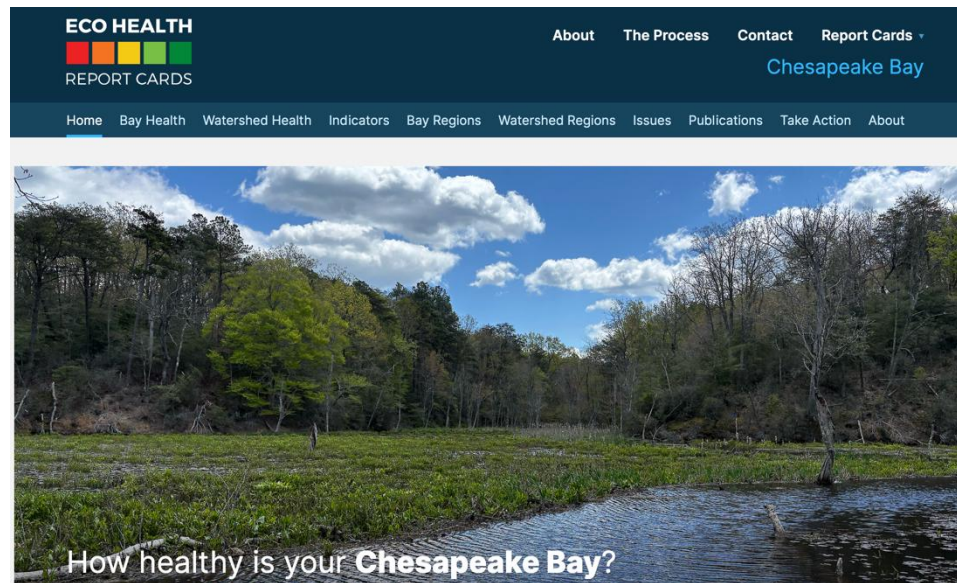 ECO HEALTH
REPORT CARDS
About The Process Contact Report Cards
Chesapeake Bay
Home Bay Health Watershed Health Indicators Bay Regions Watershed Regions Issues Publications Take Action About
How healthy is your Chesapeake Bay?